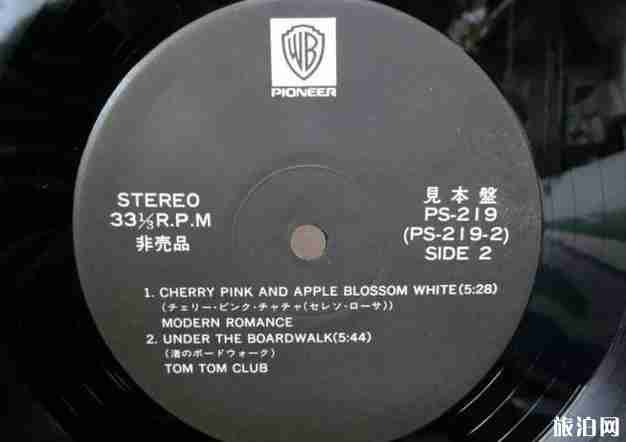 WB
PIONEER
STEREO
33⅓R.P.M
非売品
見本盤
PS-219
(PS-219-2)
SIDE 2
1. CHERRY PINK AND APPLE BLOSSOM WHITE(5:28)
(チェリー・ピンク・チャチャ(セレソ・ローサ))
MODERN ROMANCE
2. UNDER THE BOARDWALK(5:44)
(渚のボードウォーク)
TOM TOM CLUB
旅泊网